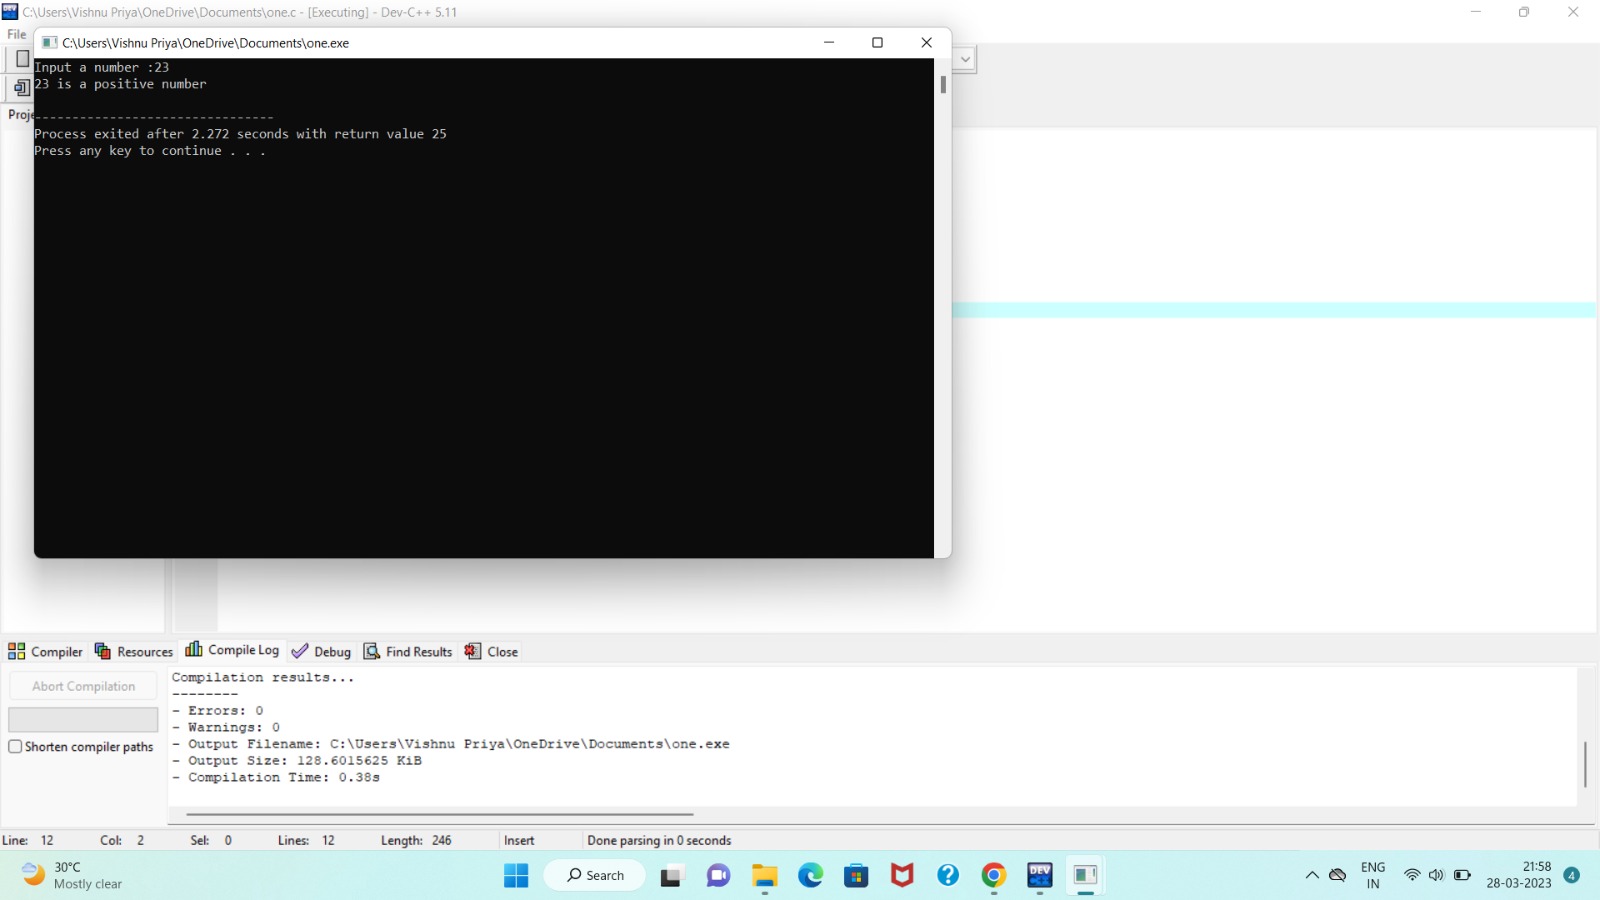 C:\Users\Vishnu Priya\OneDrive\Documents\one.c - [Executing] - Dev-C++ 5.11
File
C:\Users\Vishnu Priya\OneDrive\Documents\one.exe
Input a number :23
23 is a positive number
Proje
--------------------------------
Process exited after 2.272 seconds with return value 25
Press any key to continue . . .
Compiler Resources Compile Log Debug Find Results Close
Abort Compilation
Shorten compiler paths
Compilation results...
--------
- Errors: 0
- Warnings: 0
- Output Filename: C:\Users\Vishnu Priya\OneDrive\Documents\one.exe
- Output Size: 128.6015625 KiB
- Compilation Time: 0.38s
Line: 12 Col: 2 Sel: 0 Lines: 12 Length: 246 Insert Done parsing in 0 seconds
30°C
Mostly clear
Search
DEV
ENG
IN
21:58
28-03-2023
4